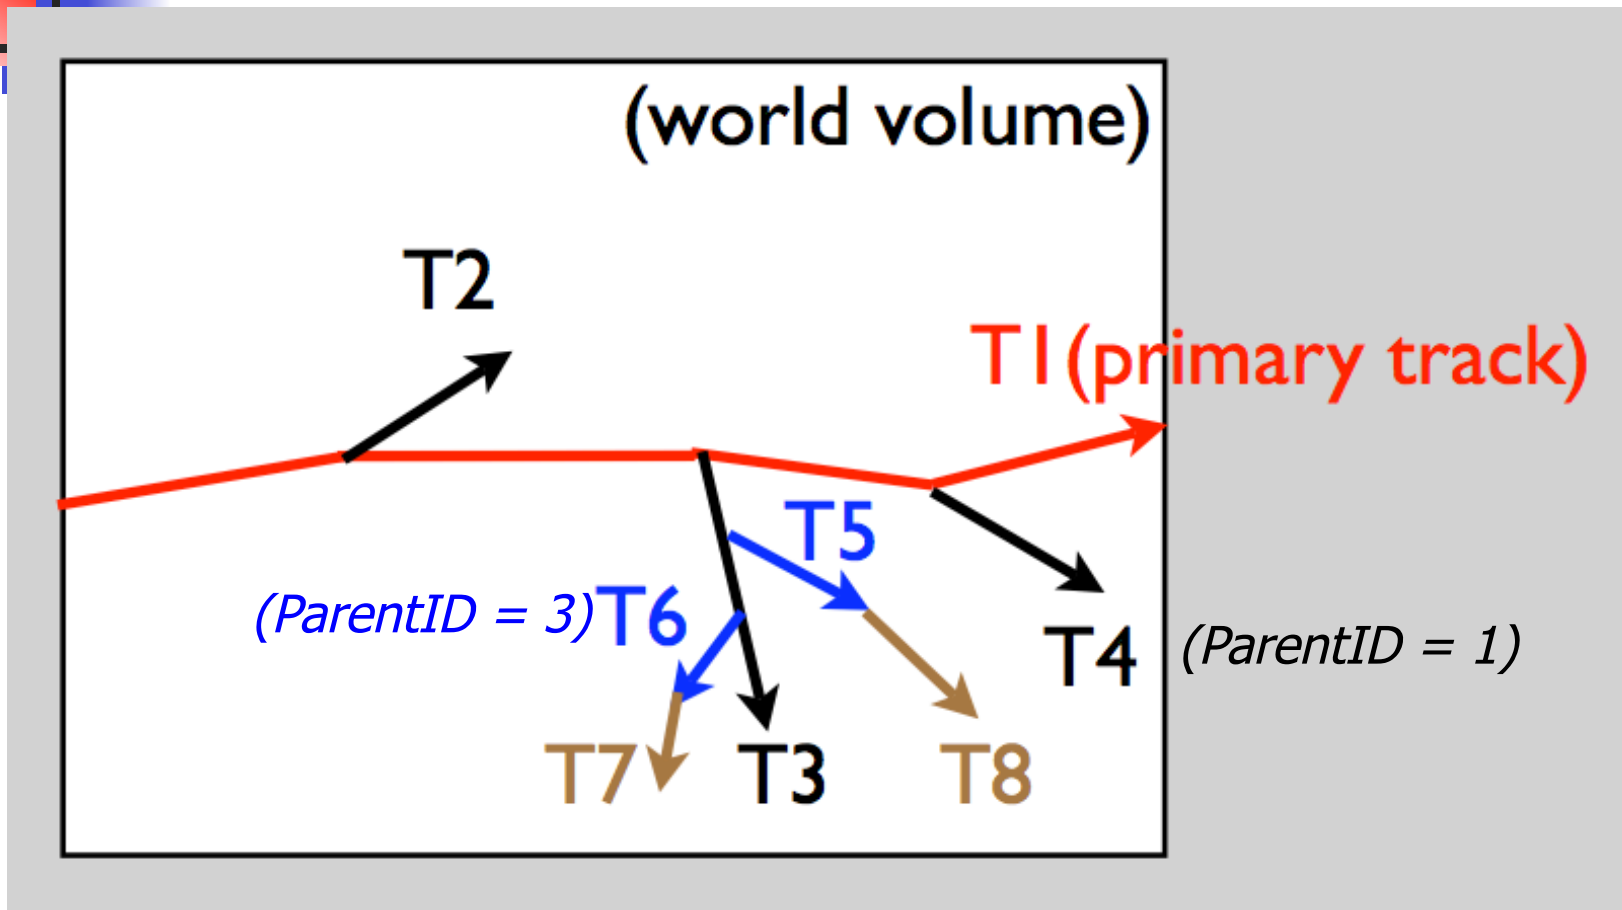 (world volume)
T2
T1(primary track)
T5
(ParentID = 3) T6
T4 (ParentID = 1)
T7 T3 T8